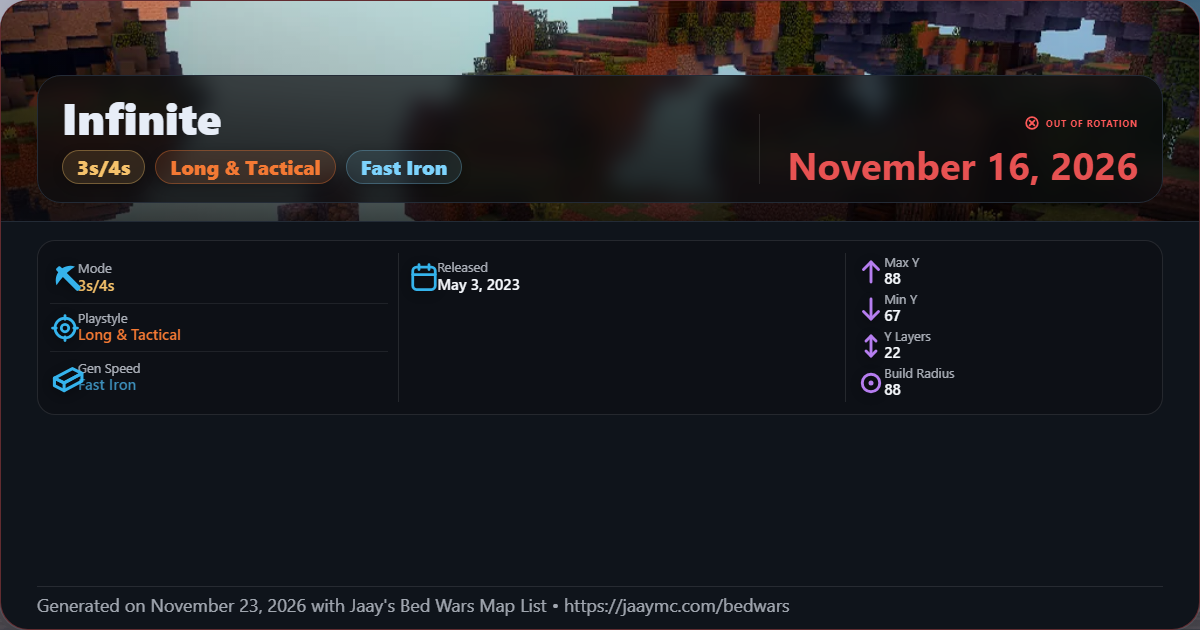 Infinite
3s/4s
Long & Tactical
Fast Iron
OUT OF ROTATION
November 16, 2026
Mode
3s/4s
Playstyle
Long & Tactical
Gen Speed
Fast Iron
Released
May 3, 2023
Max Y
88
Min Y
67
Y Layers
22
Build Radius
88
Generated on November 23, 2026 with Jaay's Bed Wars Map List • https://jaaymc.com/bedwars